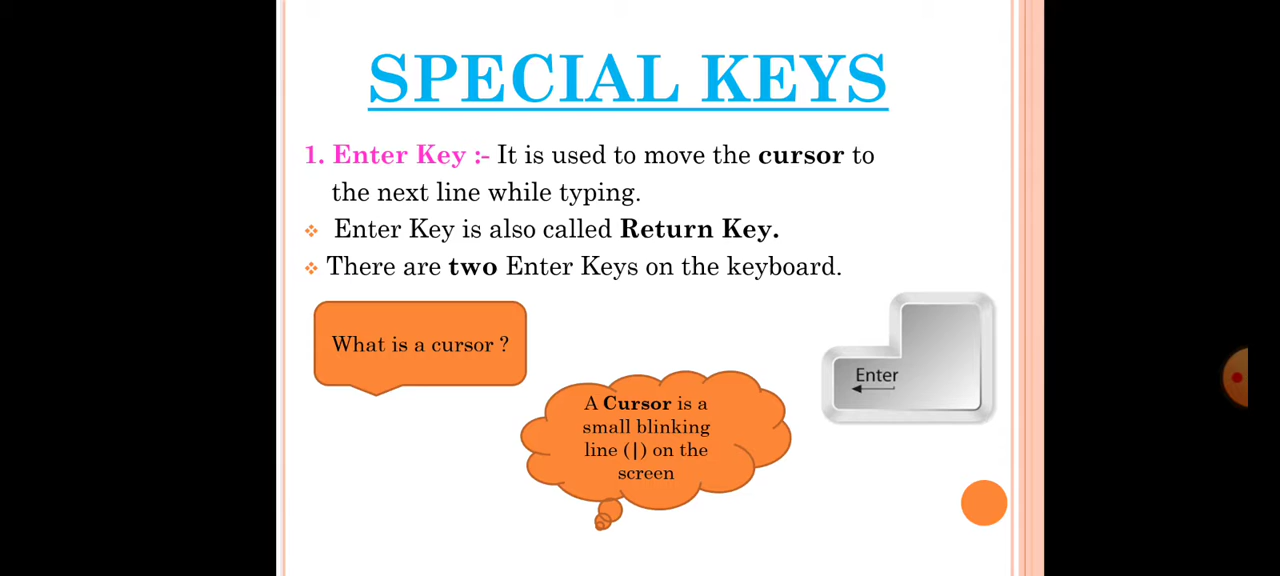 SPECIAL KEYS
1. Enter Key :- It is used to move the cursor to
the next line while typing.
❖ Enter Key is also called Return Key.
❖ There are two Enter Keys on the keyboard.
What is a cursor ?
Enter
A Cursor is a
small blinking
line (|) on the
screen